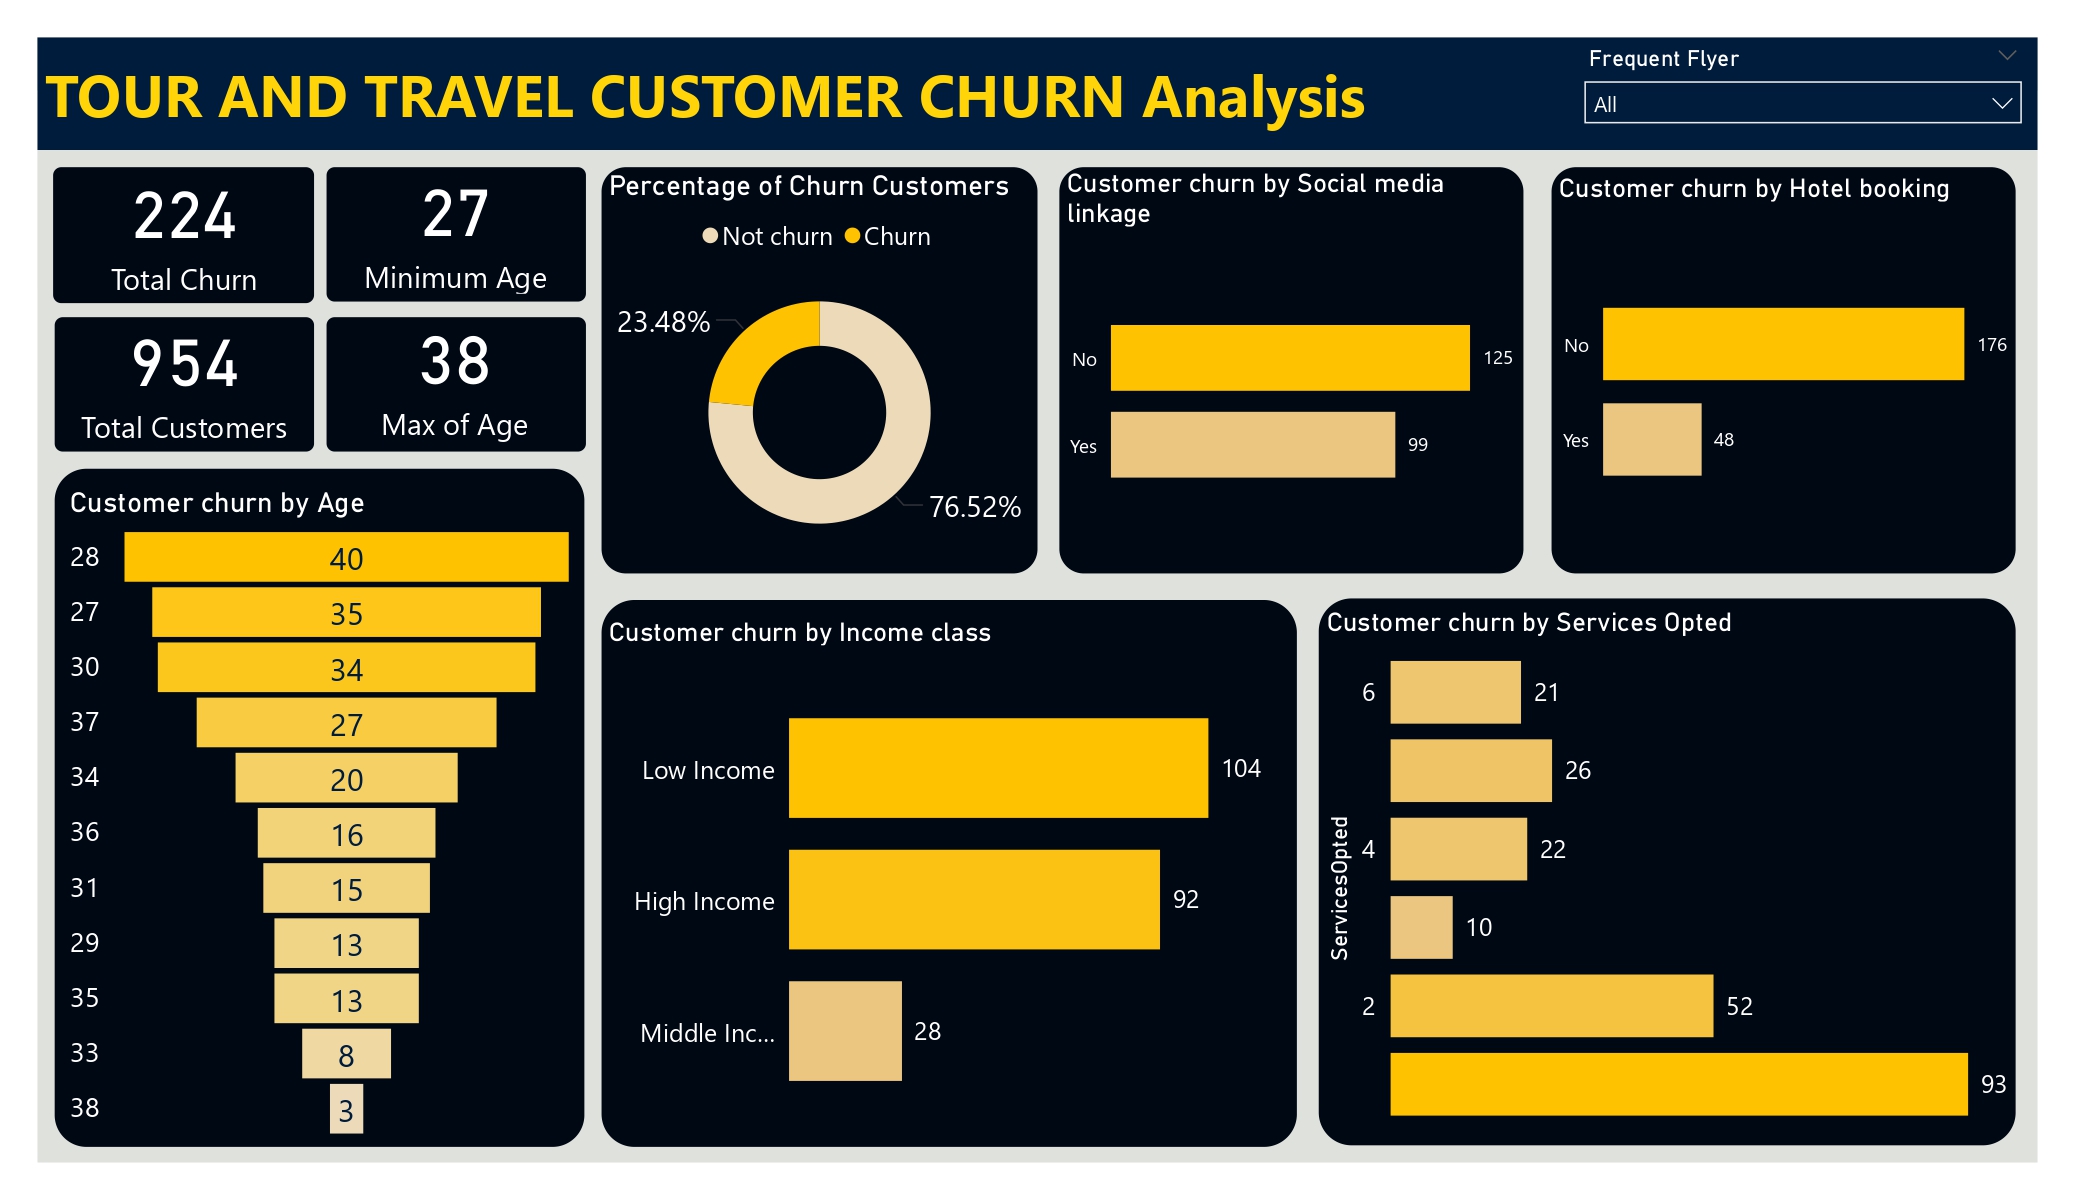 TOUR AND TRAVEL CUSTOMER CHURN Analysis
Frequent Flyer
All
224
Total Churn
27
Minimum Age
954
Total Customers
38
Max of Age
Percentage of Churn Customers
Not churn Churn
23.48%
76.52%
Customer churn by Social media
linkage
No 125
Yes 99
Customer churn by Hotel booking
No 176
Yes 48
Customer churn by Age
28 40
27 35
30 34
37 27
34 20
36 16
31 15
29 13
35 13
33 8
38 3
Customer churn by Income class
Low Income 104
High Income 92
Middle Inc... 28
Customer churn by Services Opted
ServicesOpted
6 21
26
4 22
10
2 52
93